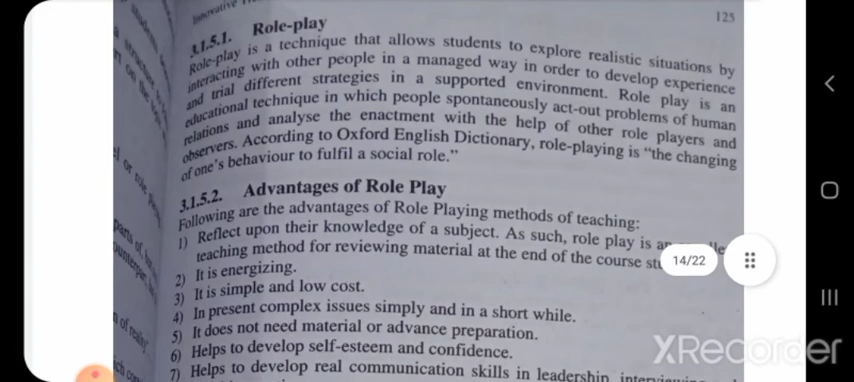 Innovative
125
3.1.5.1. Role-play
Role-play is a technique that allows students to explore realistic situations by
interacting with other people in a managed way in order to develop experience
and trial different strategies in a supported environment. Role play is an
educational technique in which people spontaneously act-out problems of human
relations and analyse the enactment with the help of other role players and
observers. According to Oxford English Dictionary, role-playing is “the changing
of one's behaviour to fulfil a social role.”
3.1.5.2. Advantages of Role Play
Following are the advantages of Role Playing methods of teaching:
1) Reflect upon their knowledge of a subject. As such, role play is
teaching method for reviewing material at the end of the course
2) It is energizing.
3) It is simple and low cost.
4) In present complex issues simply and in a short while.
5) It does not need material or advance preparation.
6) Helps to develop self-esteem and confidence.
7) Helps to develop real communication skills in leadership,
14/22
XRecorder